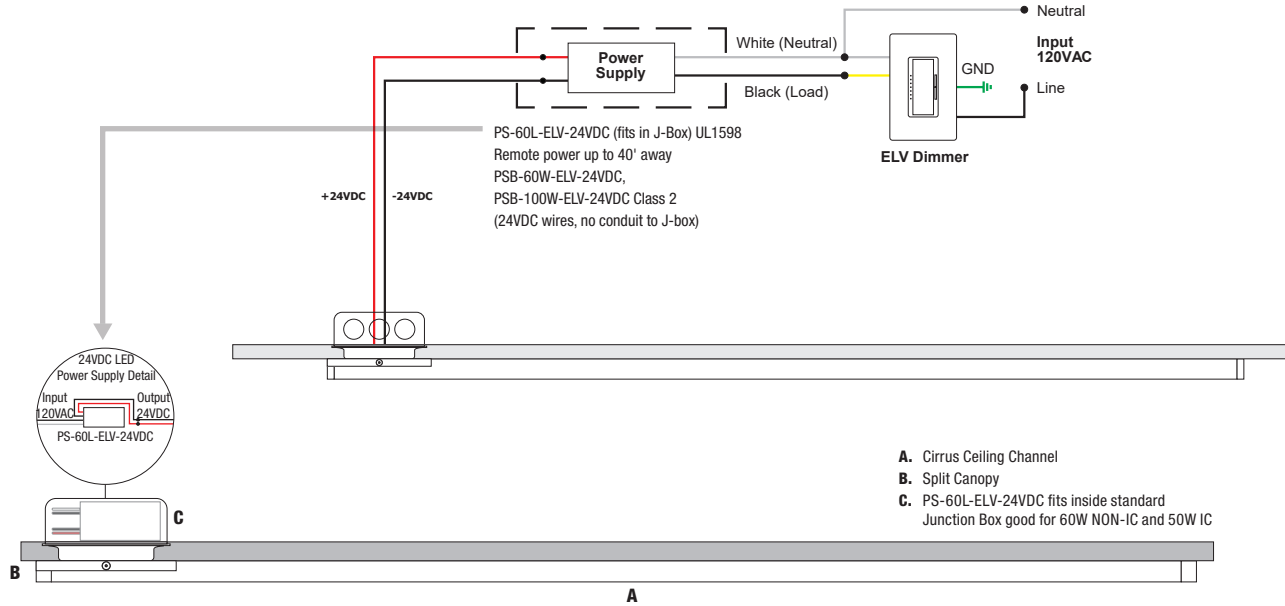 Neutral
Input
120VAC
Line
White (Neutral)
Black (Load)
GND
ELV Dimmer
Power
Supply
PS-60L-ELV-24VDC (fits in J-Box) UL1598
Remote power up to 40' away
PSB-60W-ELV-24VDC,
PSB-100W-ELV-24VDC Class 2
(24VDC wires, no conduit to J-box)
+24VDC
-24VDC
24VDC LED
Power Supply Detail
Input
Output
120VAC
24VDC
PS-60L-ELV-24VDC
A. Cirrus Ceiling Channel
B. Split Canopy
C. PS-60L-ELV-24VDC fits inside standard
Junction Box good for 60W NON-IC and 50W IC
C
B
A